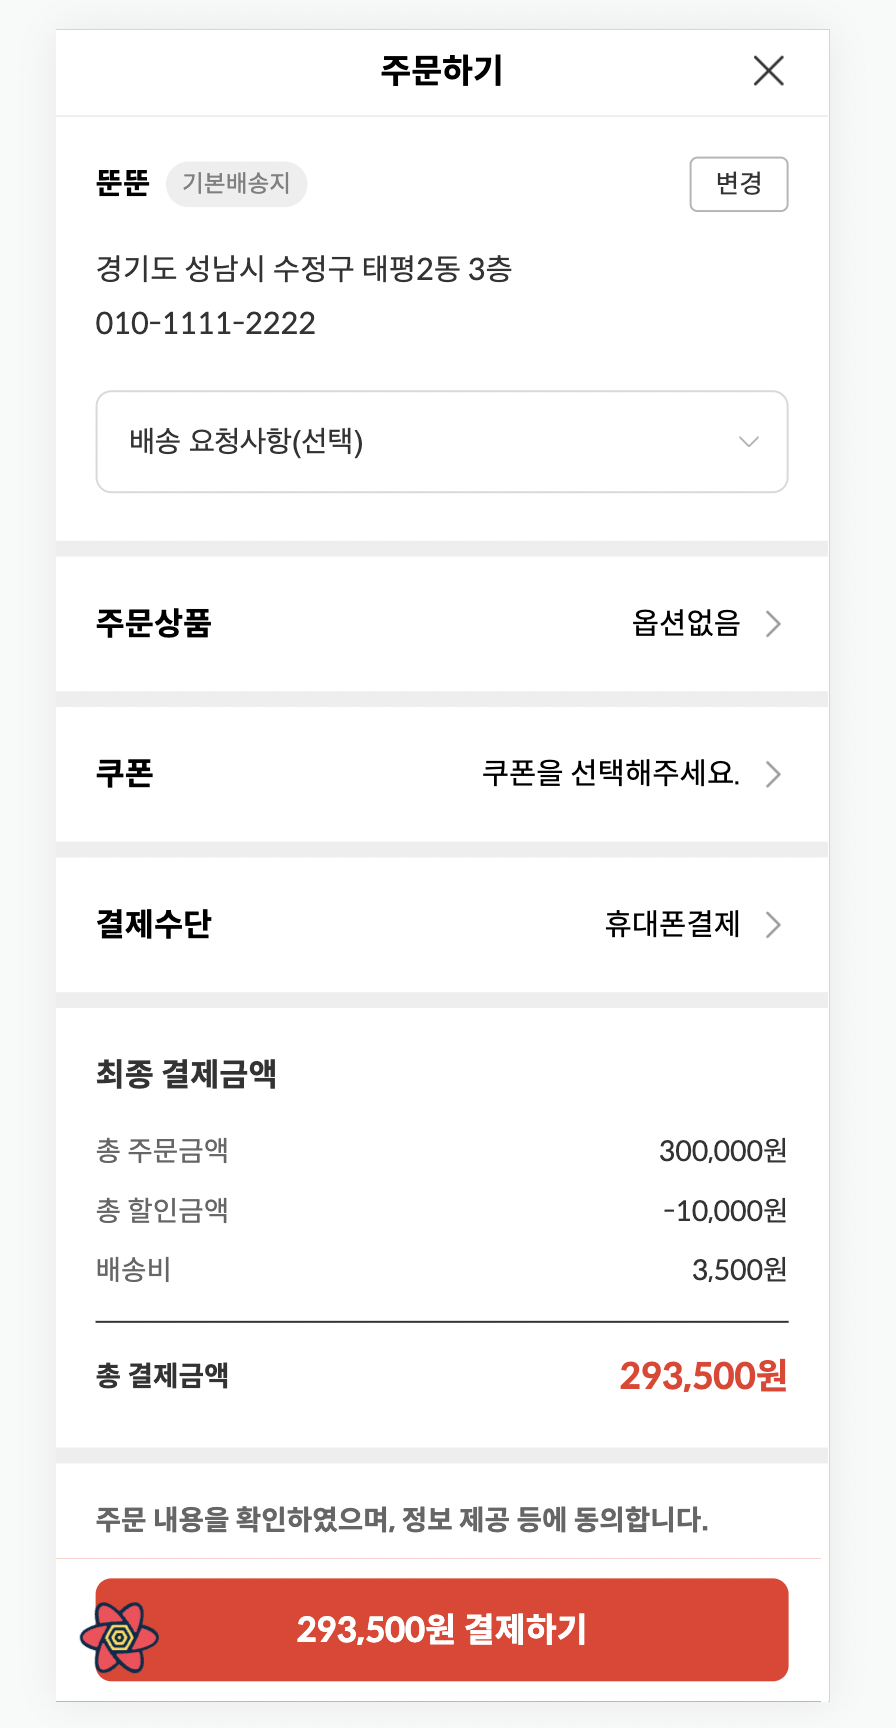 주문하기
뚠뚠 기본배송지 변경
경기도 성남시 수정구 태평2동 3층
010-1111-2222
배송 요청사항(선택)
주문상품 옵션없음
쿠폰 쿠폰을 선택해주세요.
결제수단 휴대폰결제
최종 결제금액
총 주문금액 300,000원
총 할인금액 -10,000원
배송비 3,500원
총 결제금액 293,500원
주문 내용을 확인하였으며, 정보 제공 등에 동의합니다.
293,500원 결제하기